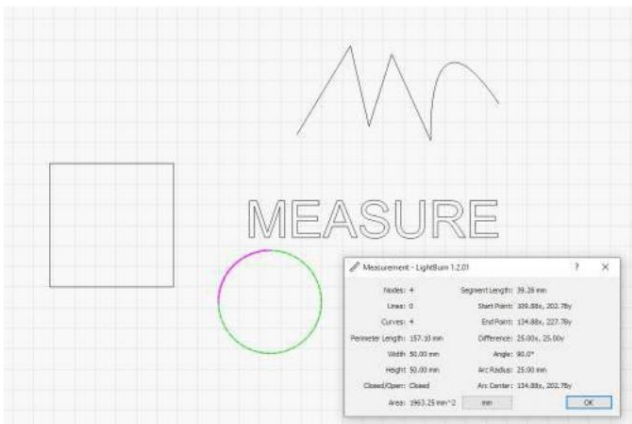 MEASURE
Measurement - LightBurn 1.2.01 ? ×
Nodes: 4 Segment Length: 39.28 mm
Lines: 0 Start Point: 109.88x, 202.78y
Curves: 4 End Point: 134.88x, 227.78y
Perimeter Length: 157.10 mm Difference: 25.00x, 25.00y
Width 50.00 mm Angle: 90.0°
Height 50.00 mm Arc Radius: 25.00 mm
Closed/Open: Closed Arc Center: 134.88x, 202.78y
Area: 1963.25 mm^2 mm OK